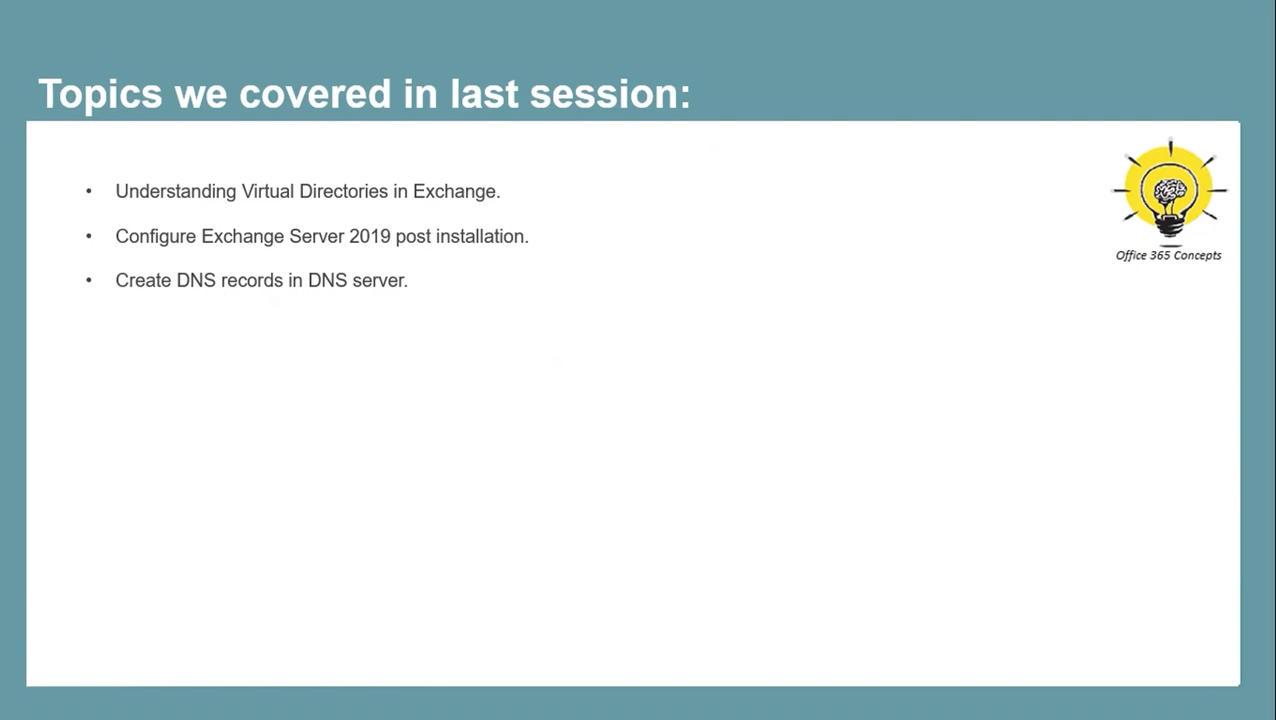 Topics we covered in last session:
• Understanding Virtual Directories in Exchange.
• Configure Exchange Server 2019 post installation.
• Create DNS records in DNS server.
Office 365 Concepts